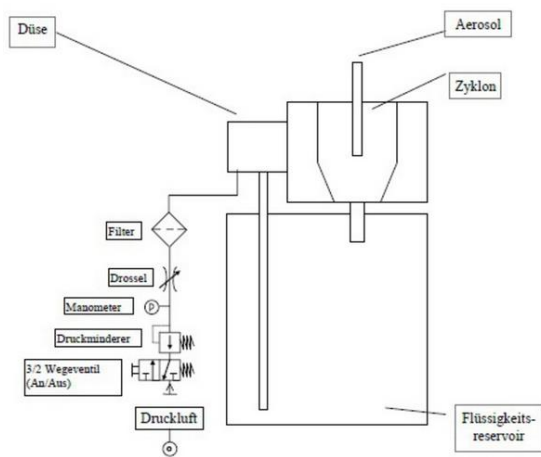 Düse
Aerosol
Zyklon
Filter
Drossel
Manometer
P
Druckminderer
3/2 Wegeventil
(An/Aus)
Druckluft
Flüssigkeits-
reservoir